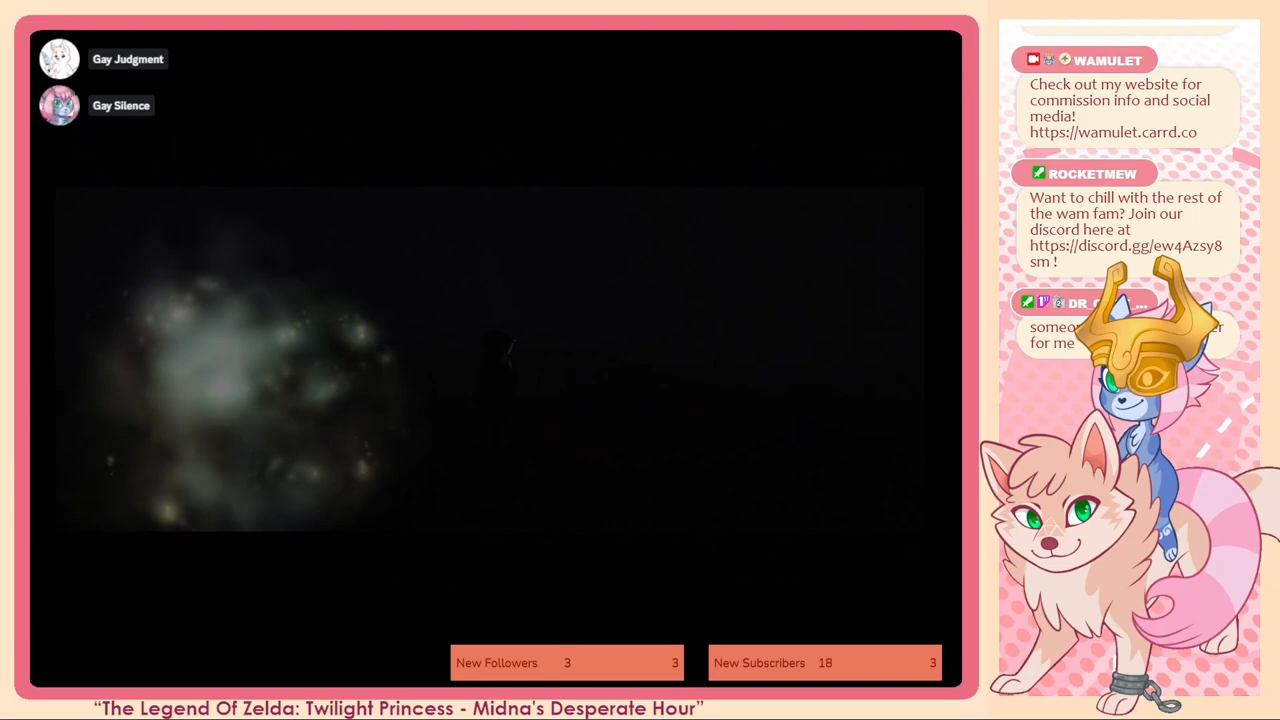 Gay Judgment
Gay Silence
WAMULET
Check out my website for
commission info and social
media!
https://wamulet.carrd.co
ROCKETMEW
Want to chill with the rest of
the wam fam? Join our
discord here at
https://discord.gg/ew4Azsy8
sm !
for me
New Followers 3 3
New Subscribers 18 3
“The Legend Of Zelda: Twilight Princess - Midna's Desperate Hour”